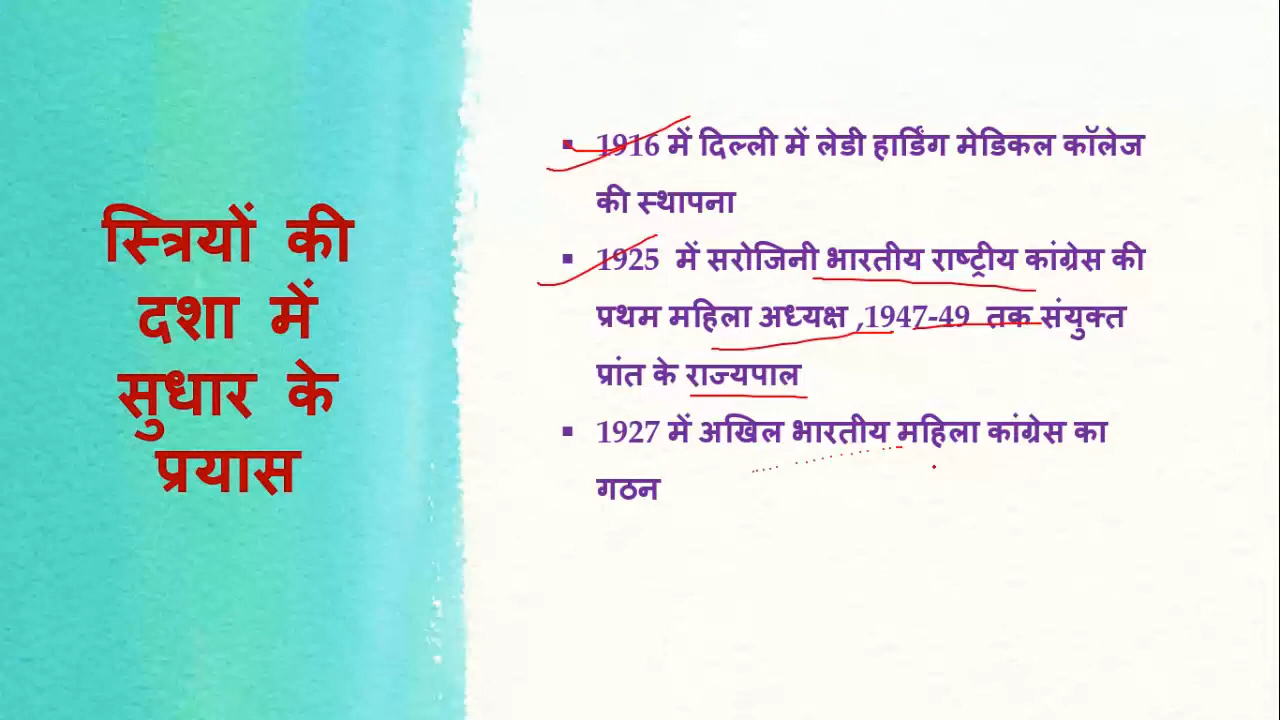 स्त्रियों की
दशा में
सुधार के
प्रयास
▪ 1916 में दिल्ली में लेडी हार्डिंग मेडिकल कॉलेज
की स्थापना
▪ 1925 में सरोजिनी भारतीय राष्ट्रीय कांग्रेस की
प्रथम महिला अध्यक्ष ,1947-49 तक संयुक्त
प्रांत के राज्यपाल
▪ 1927 में अखिल भारतीय महिला कांग्रेस का
गठन